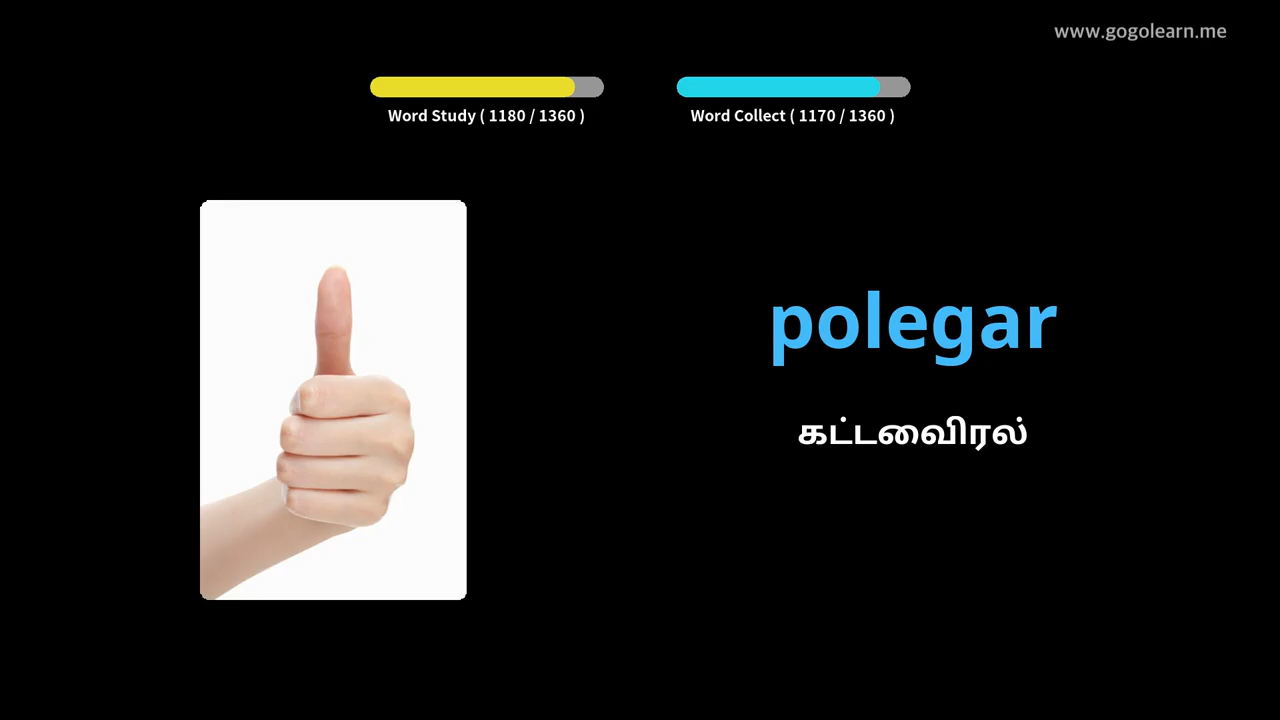 www.gogolearn.me
Word Study ( 1180 / 1360 )
Word Collect ( 1170 / 1360 )
polegar
கட்டைவிரல்